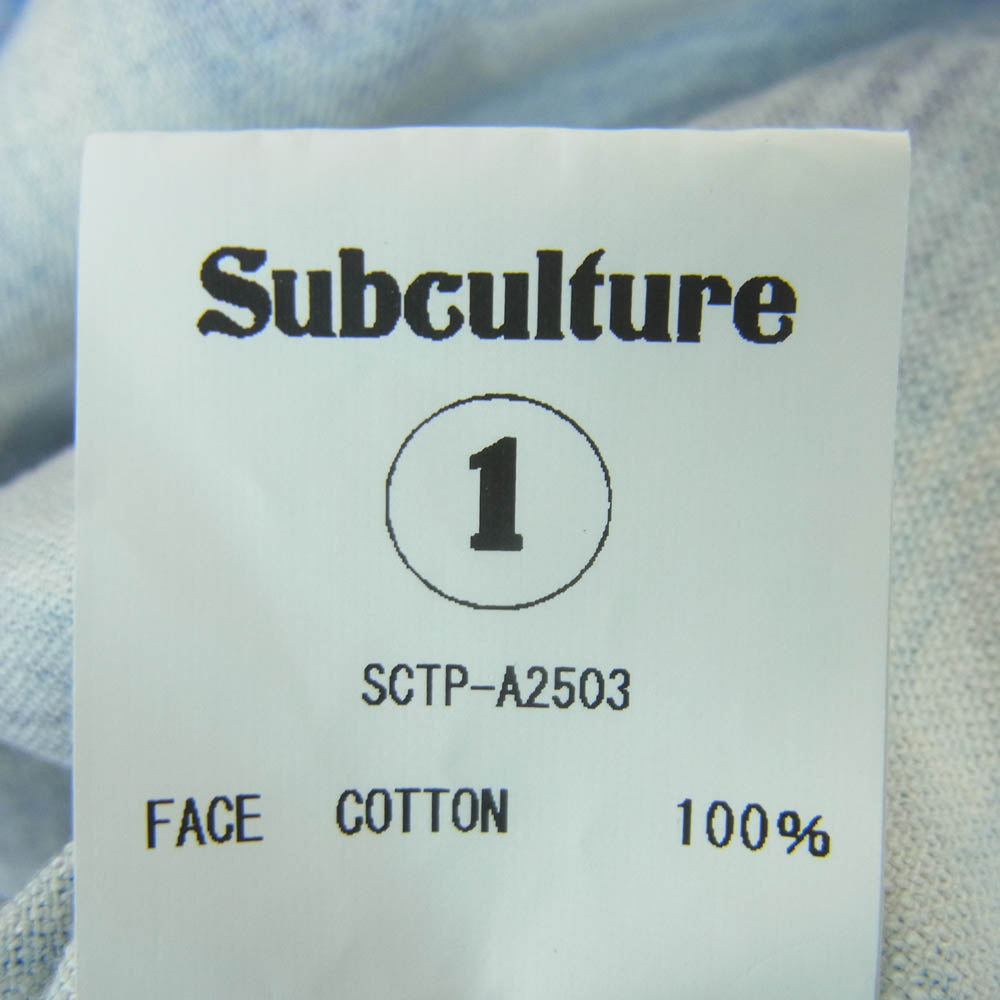 Subculture
1
SCTP-A2503
FACE COTTON 100%